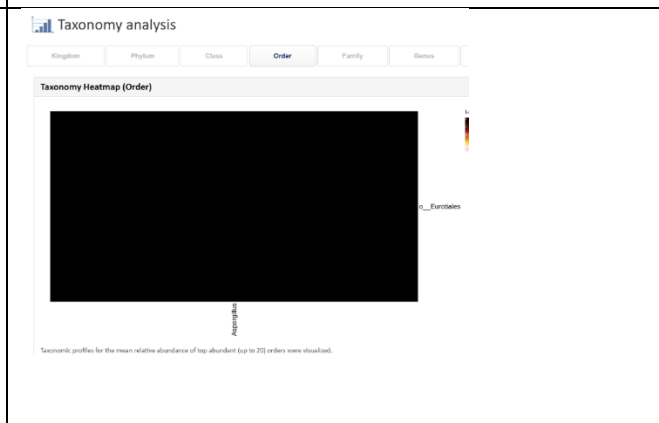 Taxonomy analysis
Kingdom Phylum Class Order Family Genus
Taxonomy Heatmap (Order)
o__Eurotiales
Aspergillus
Taxonomic profiles for the mean relative abundance of top abundant (up to 20) orders were visualized.